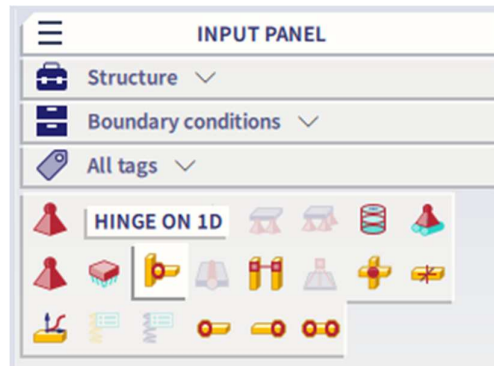 INPUT PANEL
Structure
Boundary conditions
All tags
HINGE ON 1D